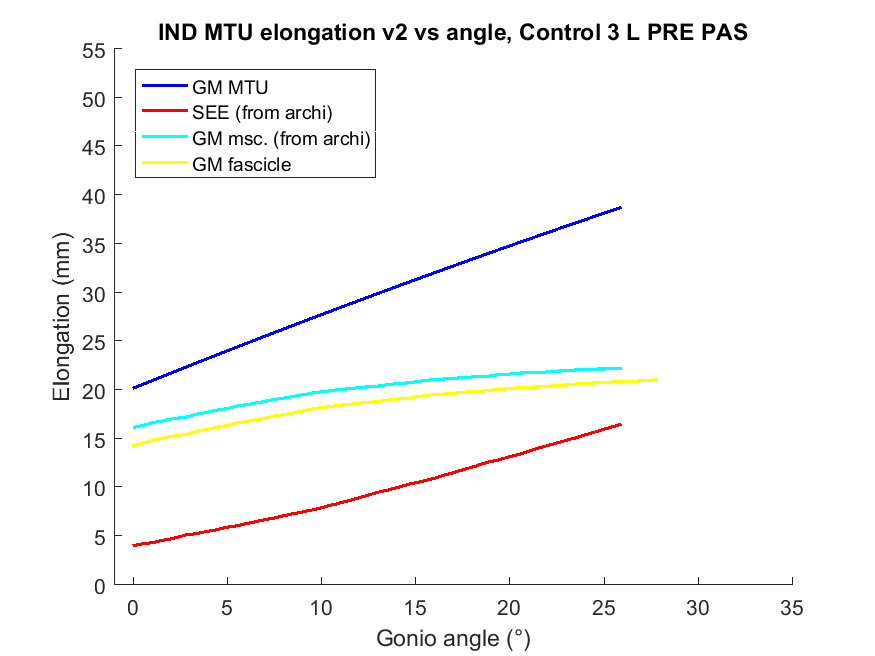 IND MTU elongation v2 vs angle, Control 3 L PRE PAS
55
50
45
40
35
30
25
20
15
10
5
0
Elongation (mm)
GM MTU
SEE (from archi)
GM msc. (from archi)
GM fascicle
0 5 10 15 20 25 30 35
Gonio angle (°)